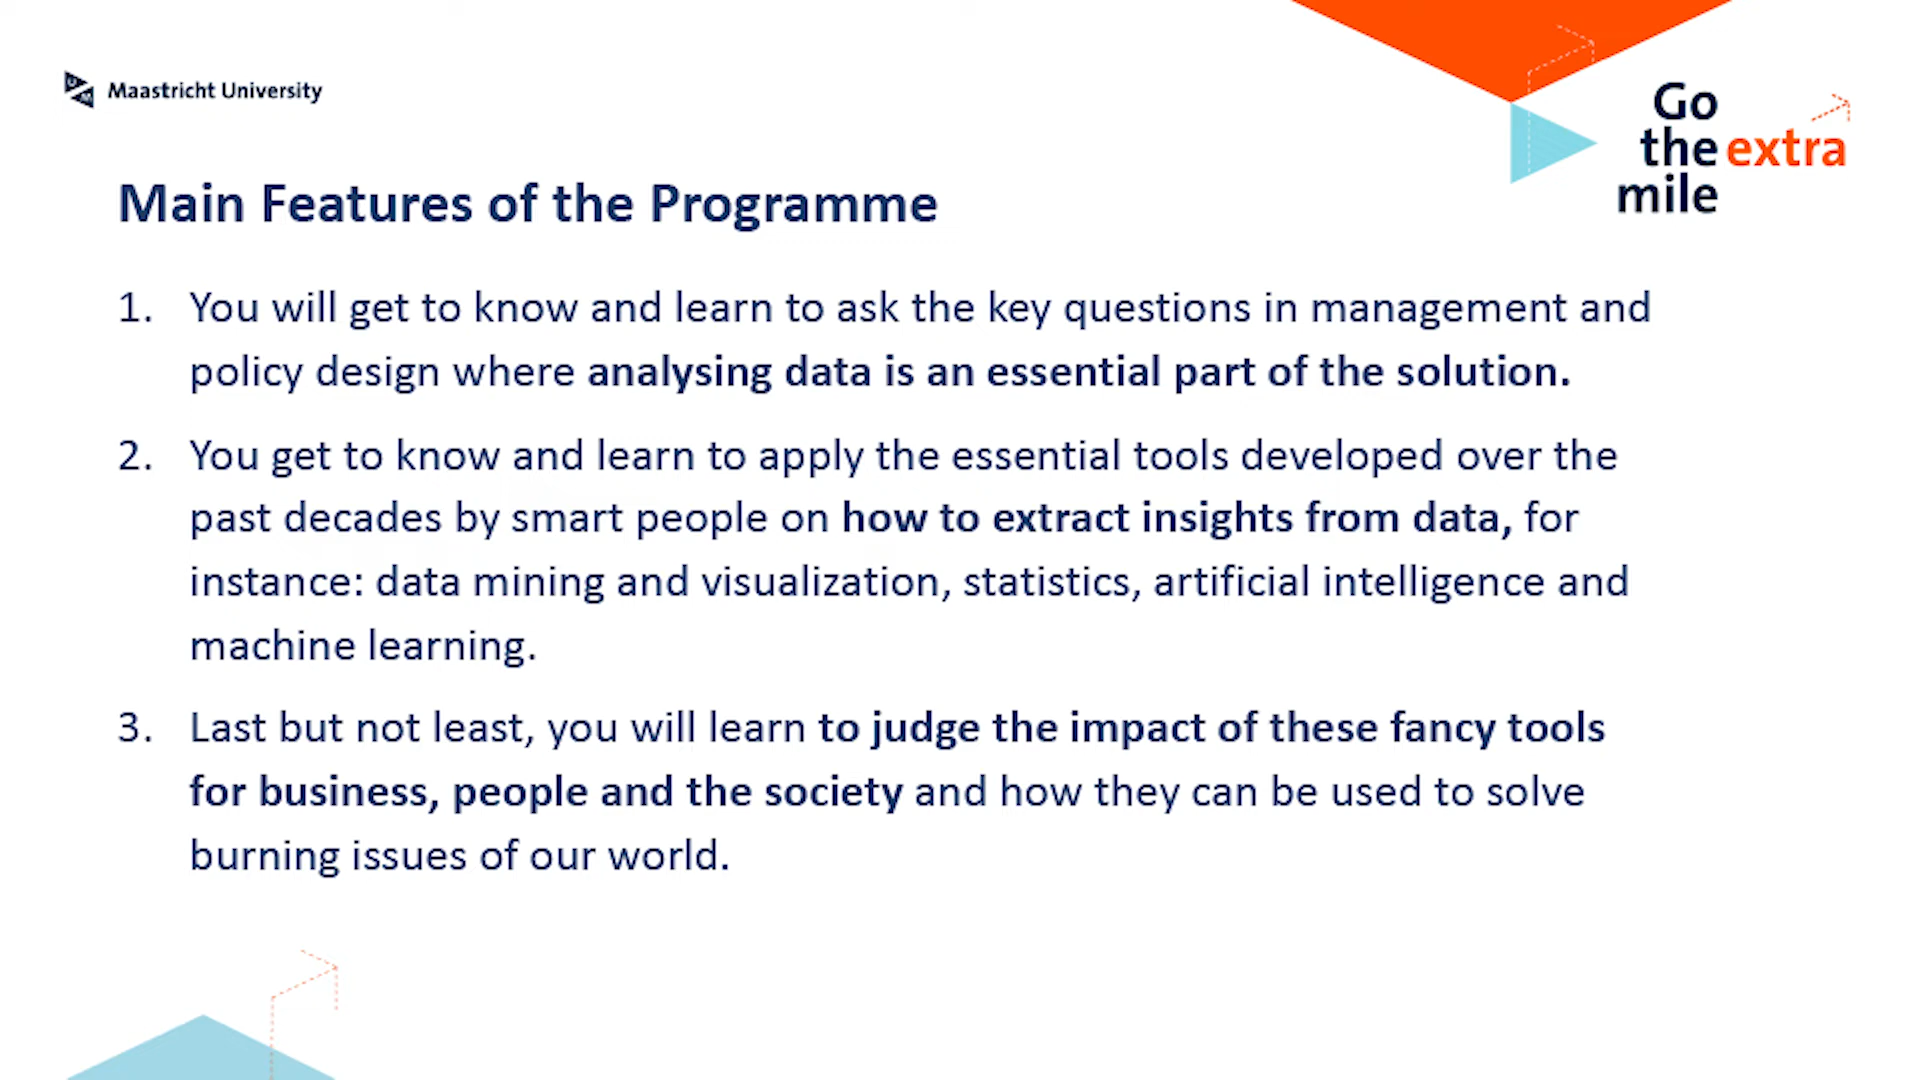 Maastricht University
Go
the extra
mile
Main Features of the Programme
1. You will get to know and learn to ask the key questions in management and
policy design where analysing data is an essential part of the solution.
2. You get to know and learn to apply the essential tools developed over the
past decades by smart people on how to extract insights from data, for
instance: data mining and visualization, statistics, artificial intelligence and
machine learning.
3. Last but not least, you will learn to judge the impact of these fancy tools
for business, people and the society and how they can be used to solve
burning issues of our world.